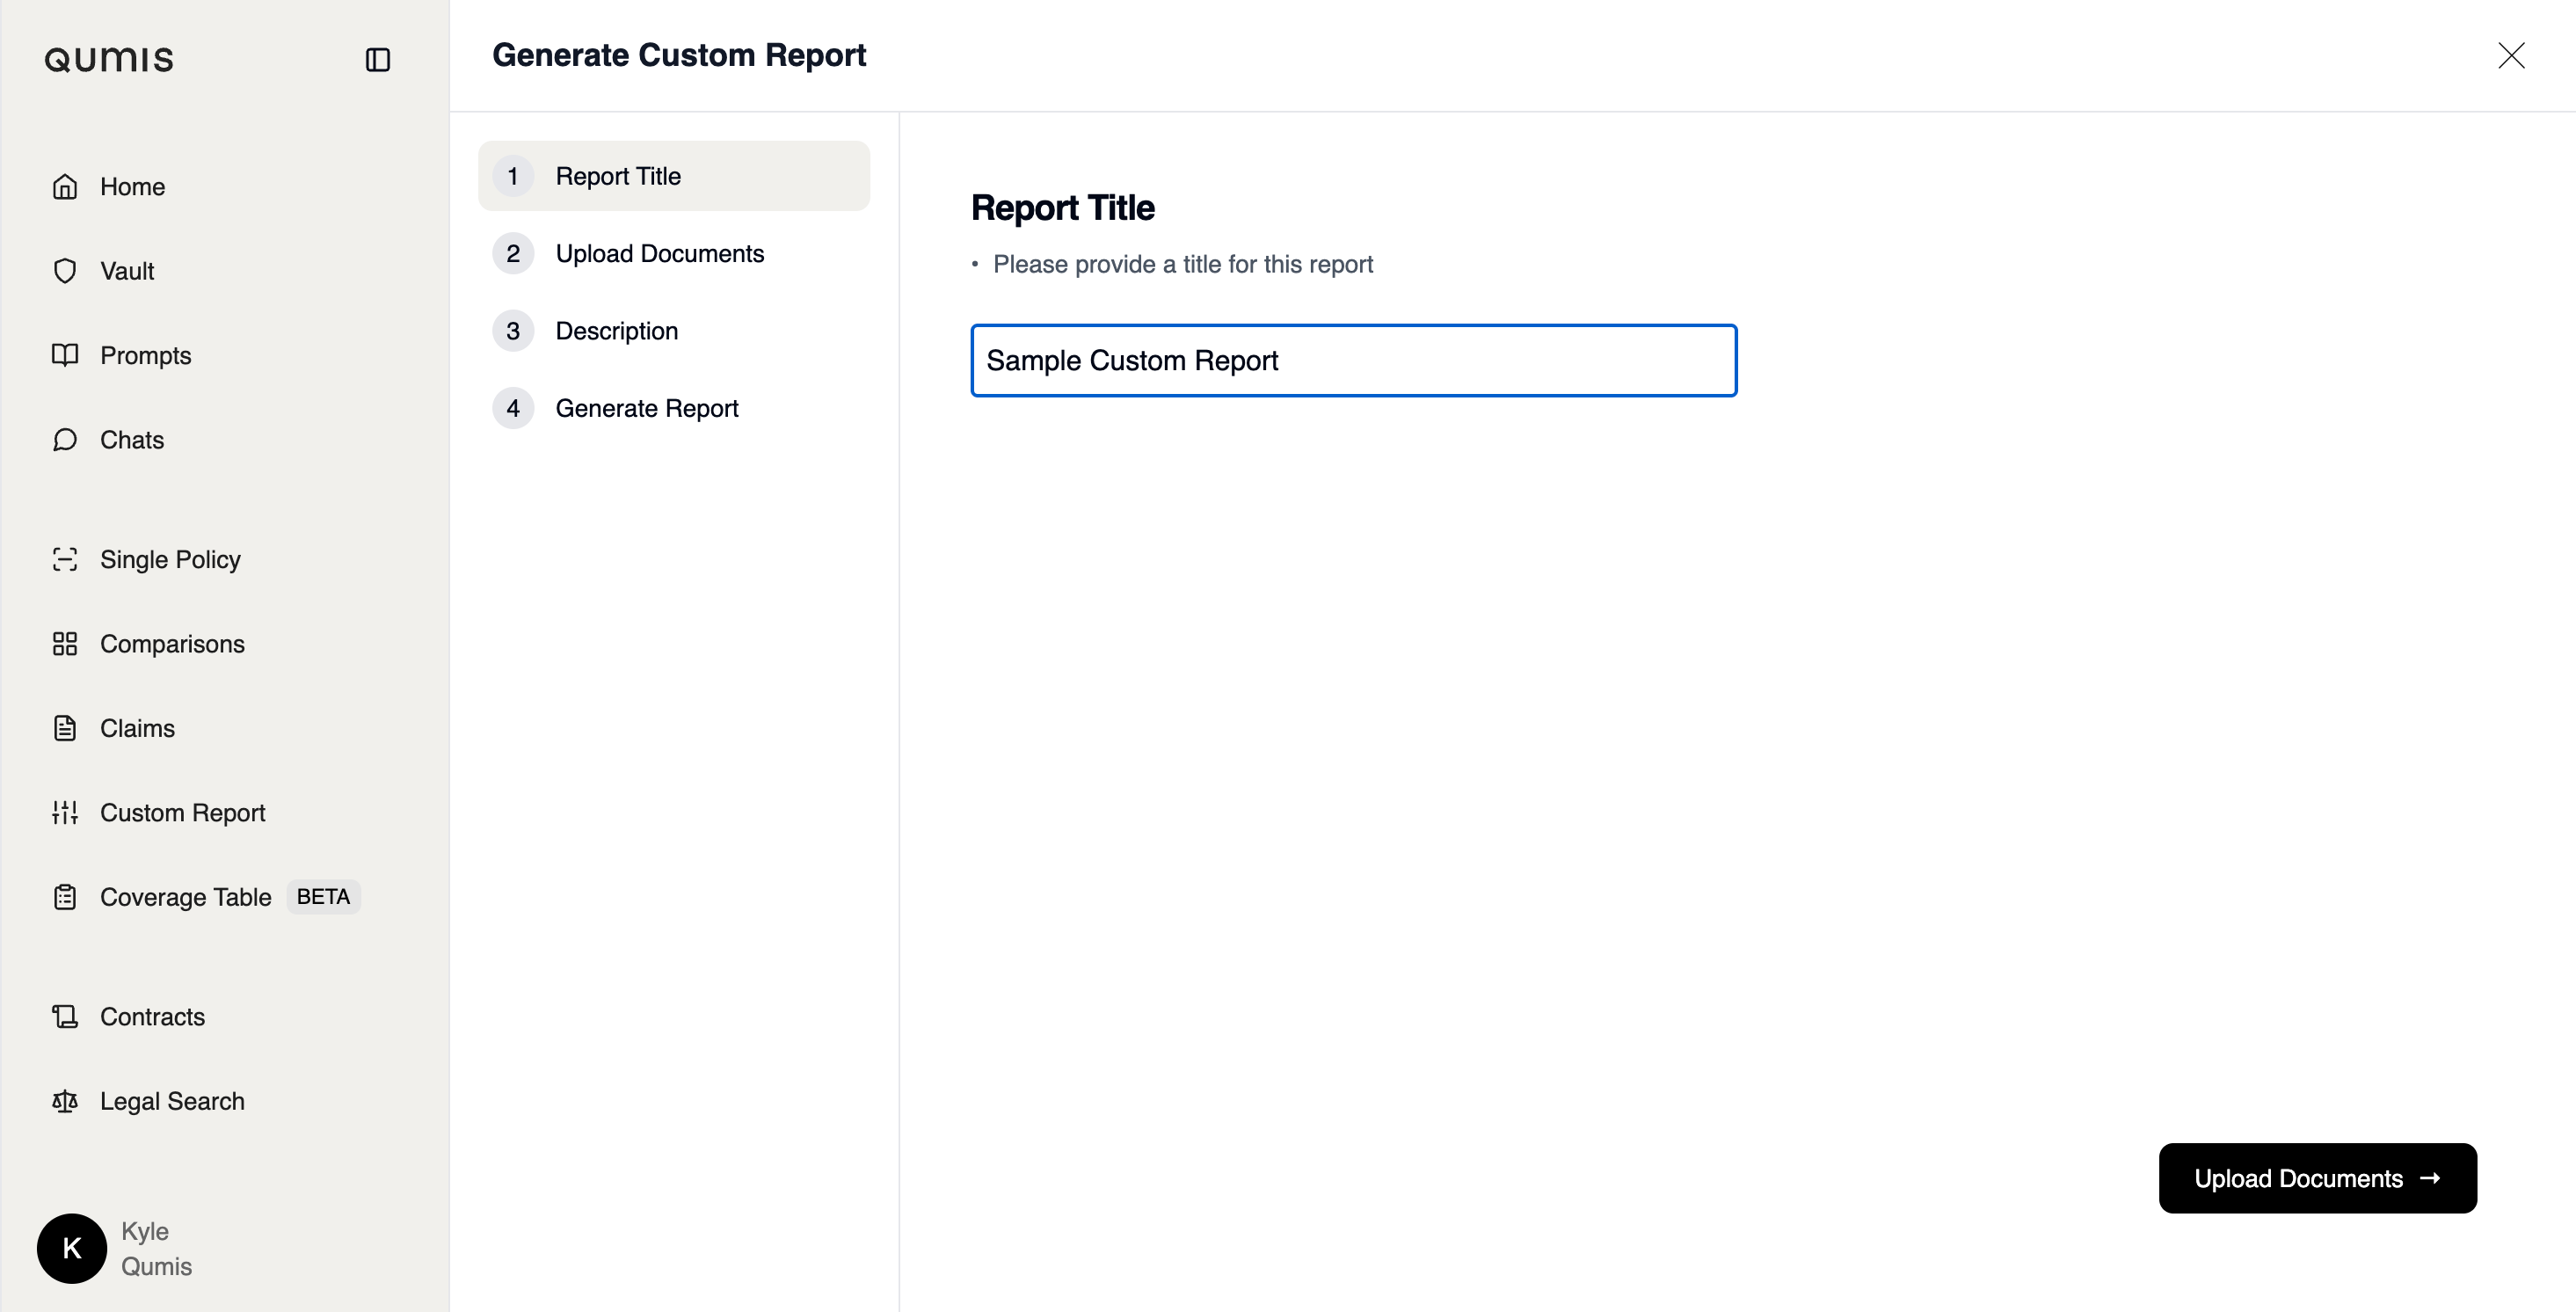 Qumis
Home
Vault
Prompts
Chats
Single Policy
Comparisons
Claims
Custom Report
Coverage Table BETA
Contracts
Legal Search
K
Kyle
Qumis
Generate Custom Report
1 Report Title
2 Upload Documents
3 Description
4 Generate Report
Report Title
• Please provide a title for this report
Sample Custom Report
Upload Documents →